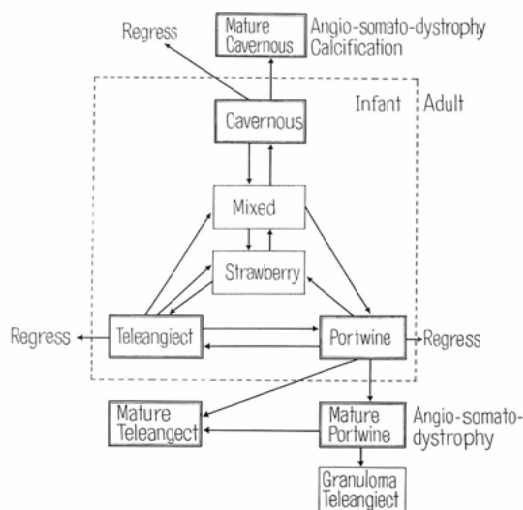 Regress
Mature
Cavernous
Angio-somato-dystrophy
Calcification
Infant
Adult
Cavernous
Mixed
Strawberry
Regress
Teleangiect
Portwine
Regress
Mature
Teleangect
Mature
Portwine
Angio-somato-
dystrophy
Granuloma
Teleangiect